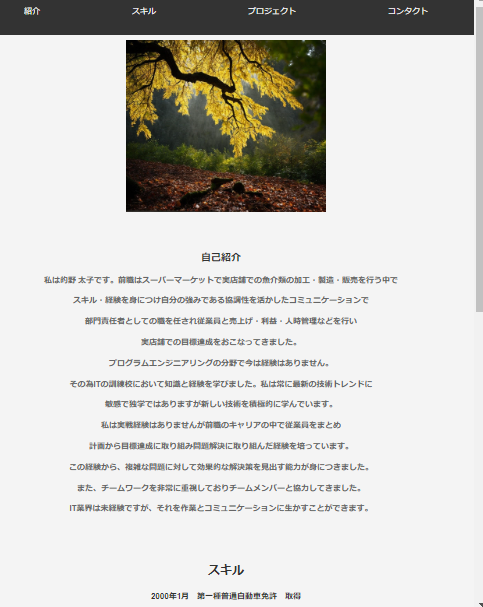 紹介
スキル
プロジェクト
コンタクト
自己紹介
私は約野 太子です。前職はスーパーマーケットで実店舗での魚介類の加工・製造・販売を行う中で
スキル・経験を身につけ自分の強みである協調性を活かしたコミュニケーションで
部門責任者としての職を任され従業員と売上げ・利益・人時管理などを行い
実店舗での目標達成をおこなってきました。
プログラムエンジニアリングの分野で今は経験はありません。
その為ITの訓練校において知識と経験を学びました。私は常に最新の技術トレンドに
敏感で独学ではありますが新しい技術を積極的に学んでいます。
私は実戦経験はありませんが前職のキャリアの中で従業員をまとめ
計画から目標達成に取り組み問題解決に取り組んだ経験を培っています。
この経験から、複雑な問題に対して効果的な解決策を見出す能力が身につきました。
また、チームワークを非常に重視しておりチームメンバーと協力してきました。
IT業界は未経験ですが、それを作業とコミュニケーションに生かすことができます。
スキル
2000年1月 第一種普通自動車免許 取得